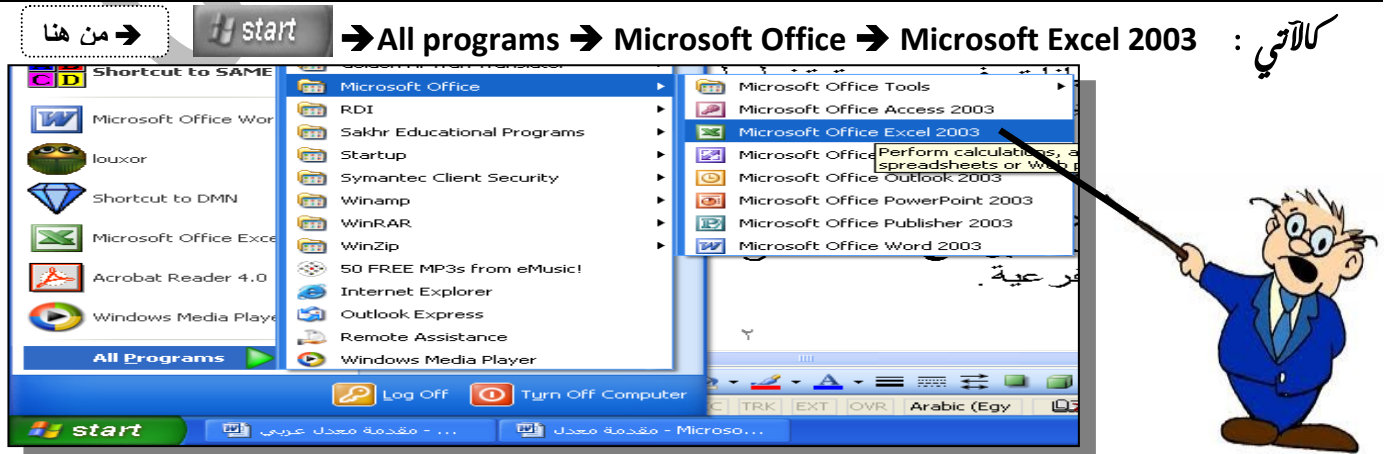 كالآتي :
من هنا ➔ start ➔ All programs ➔ Microsoft Office ➔ Microsoft Excel 2003
Shortcut to SAME
Microsoft Office Wor
louxor
Shortcut to DMN
Microsoft Office Exce
Acrobat Reader 4.0
Windows Media Playe
All Programs
Microsoft Office
RDI
Sakhr Educational Programs
Startup
Symantec Client Security
Winamp
WinRAR
WinZip
50 FREE MP3s from eMusic!
Internet Explorer
Outlook Express
Remote Assistance
Windows Media Player
Microsoft Office Tools
Microsoft Office Access 2003
Microsoft Office Excel 2003
Microsoft Office
Perform calculations, a
spreadsheets or Web p
Microsoft Office Outlook 2003
Microsoft Office PowerPoint 2003
Microsoft Office Publisher 2003
Microsoft Office Word 2003
٢
Log Off
Turn Off Computer
TRK EXT OVR Arabic (Egy
start
مقدمة معدل عربي - ...
مقدمة معدل - Microso...